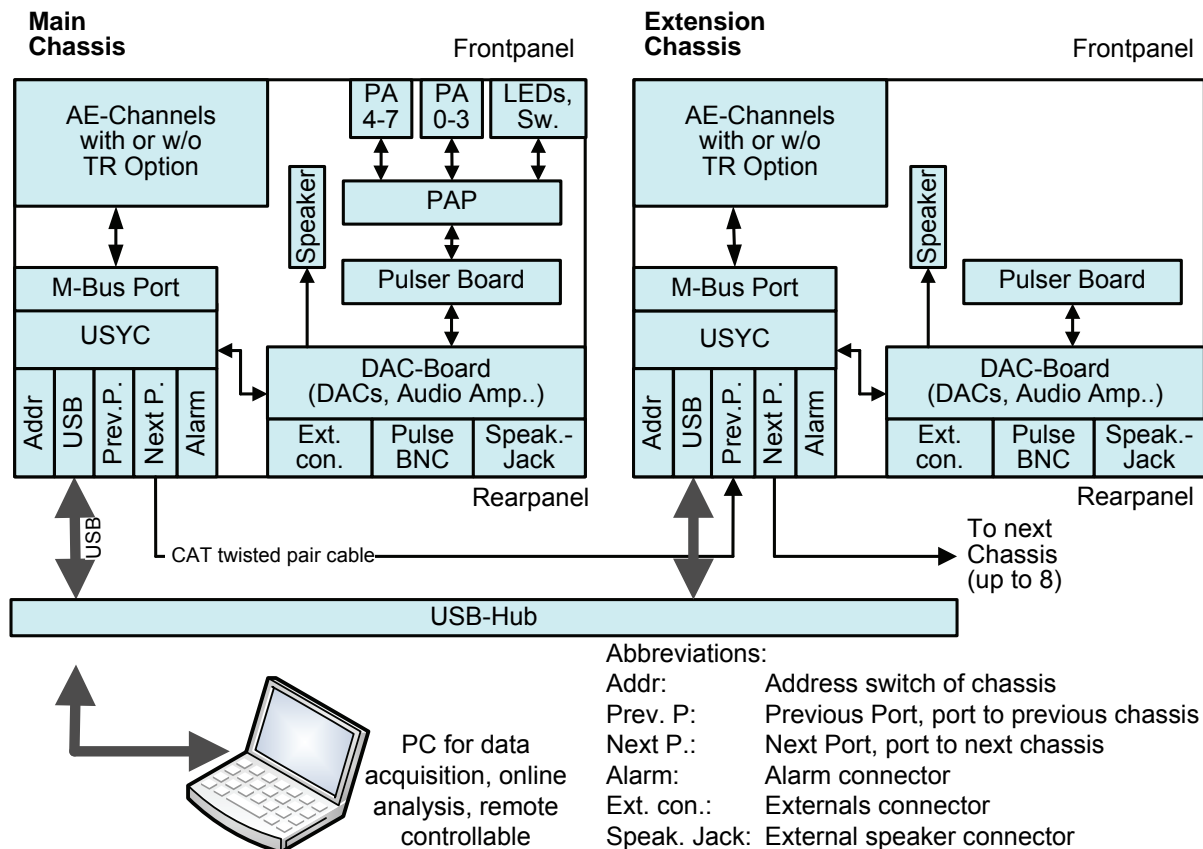 Main
Chassis
Frontpanel
AE-Channels
with or w/o
TR Option
PA
4-7
PA
0-3
LEDs,
Sw.
PAP
Speaker
Pulser Board
M-Bus Port
USYC
DAC-Board
(DACs, Audio Amp..)
Addr
USB
Prev.P.
Next P.
Alarm
Ext.
con.
Pulse
BNC
Speak.-
Jack
Rearpanel
Extension
Chassis
Frontpanel
AE-Channels
with or w/o
TR Option
Speaker
Pulser Board
M-Bus Port
USYC
DAC-Board
(DACs, Audio Amp..)
Addr
USB
Prev.P.
Next P.
Alarm
Ext.
con.
Pulse
BNC
Speak.-
Jack
Rearpanel
USB
CAT twisted pair cable
To next
Chassis
(up to 8)
USB-Hub
PC for data
acquisition, online
analysis, remote
controllable
Abbreviations:
Addr: Address switch of chassis
Prev. P: Previous Port, port to previous chassis
Next P.: Next Port, port to next chassis
Alarm: Alarm connector
Ext. con.: Externals connector
Speak. Jack: External speaker connector